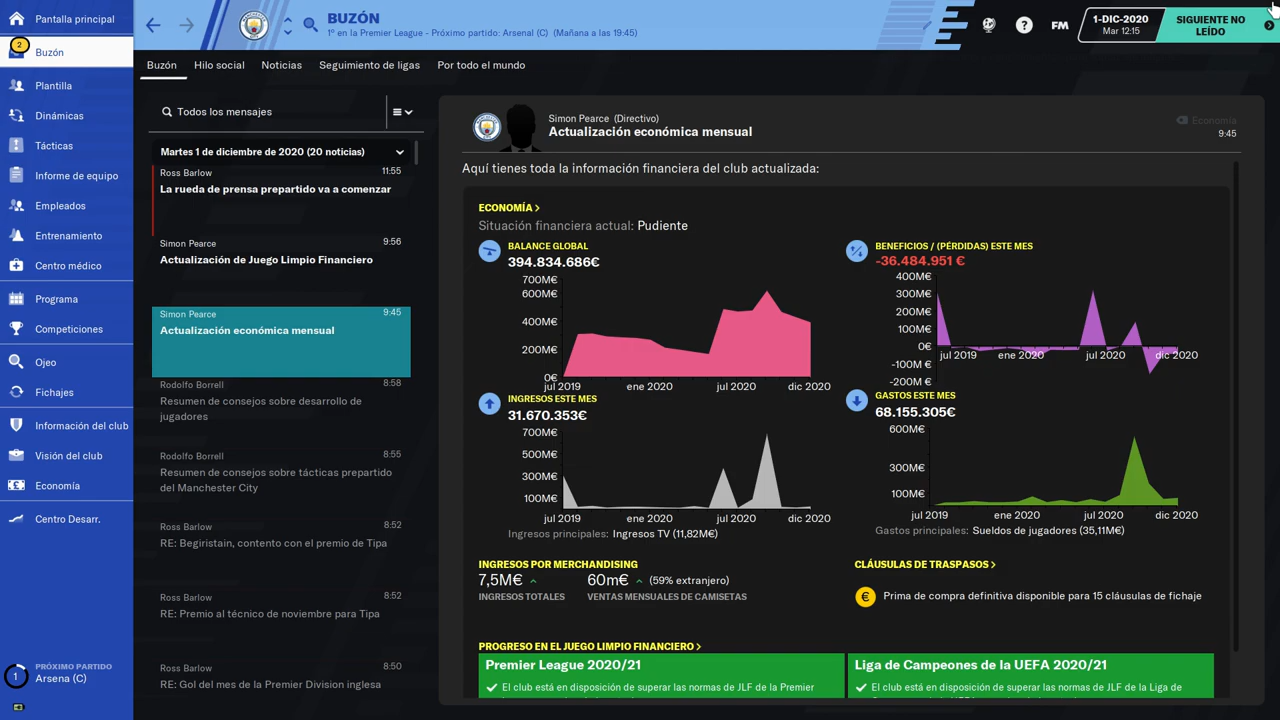 Pantalla principal
2
Buzón
Plantilla
Dinámicas
Tácticas
Informe de equipo
Empleados
Entrenamiento
Centro médico
Programa
Competiciones
Ojeo
Fichajes
Información del club
Visión del club
Economía
Centro Desarr.
PRÓXIMO PARTIDO
1
Arsena (C)
BUZÓN
1º en la Premier League - Próximo partido: Arsenal (C) (Mañana a las 19:45)
?
FM
1-DIC-2020
Mar 12:15
SIGUIENTE NO
LEÍDO
Buzón
Hilo social
Noticias
Seguimiento de ligas
Por todo el mundo
Todos los mensajes
Martes 1 de diciembre de 2020 (20 noticias)
Ross Barlow
11:55
La rueda de prensa prepartido va a comenzar
Simon Pearce
9:56
Actualización de Juego Limpio Financiero
Simon Pearce
9:45
Actualización económica mensual
Rodolfo Borrell
8:58
Resumen de consejos sobre desarrollo de
jugadores
Rodolfo Borrell
8:55
Resumen de consejos sobre tácticas prepartido
del Manchester City
Ross Barlow
8:52
RE: Begiristain, contento con el premio de Tipa
Ross Barlow
8:52
RE: Premio al técnico de noviembre para Tipa
Ross Barlow
8:50
RE: Gol del mes de la Premier Division inglesa
Simon Pearce (Directivo)
Actualización económica mensual
Economía
9:45
Aquí tienes toda la información financiera del club actualizada:
ECONOMÍA >
Situación financiera actual: Pudiente
BALANCE GLOBAL
394.834.686€
700M€
600M€
400M€
200M€
0€
jul 2019
ene 2020
jul 2020
dic 2020
BENEFICIOS / (PÉRDIDAS) ESTE MES
-36.484.951 €
400M€
300M€
200M€
100M€
0€
-100M€
-200M€
jul 2019
ene 2020
jul 2020
dic 2020
INGRESOS ESTE MES
31.670.353€
700M€
500M€
300M€
100M€
jul 2019
ene 2020
jul 2020
dic 2020
Ingresos principales: Ingresos TV (11,82M€)
GASTOS ESTE MES
68.155.305€
600M€
300M€
100M€
jul 2019
ene 2020
jul 2020
dic 2020
Gastos principales: Sueldos de jugadores (35,11M€)
INGRESOS POR MERCHANDISING
7,5M€
60m€
(59% extranjero)
INGRESOS TOTALES
VENTAS MENSUALES DE CAMISETAS
CLÁUSULAS DE TRASPASOS >
€
Prima de compra definitiva disponible para 15 cláusulas de fichaje
PROGRESO EN EL JUEGO LIMPIO FINANCIERO >
Premier League 2020/21
El club está en disposición de superar las normas de JLF de la Premier
Liga de Campeones de la UEFA 2020/21
El club está en disposición de superar las normas de JLF de la Liga de